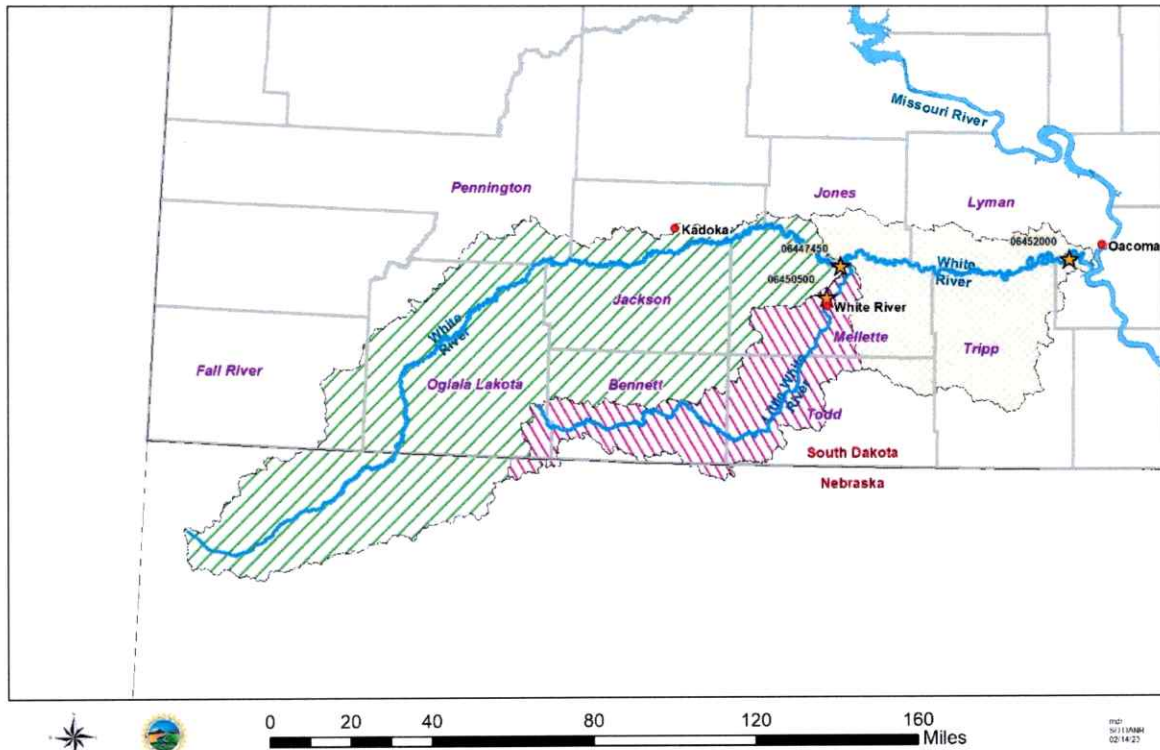 Missouri River
Pennington
Jones
Lyman
Kadoka
06447450
06452000
Oacoma
White
River
06450500
Jackson
White River
White
River
Mellette
Tripp
Fall River
Oglala Lakota
Bennett
Little White
River
Todd
South Dakota
Nebraska
0 20 40 80 120 160
Miles
02/14/23